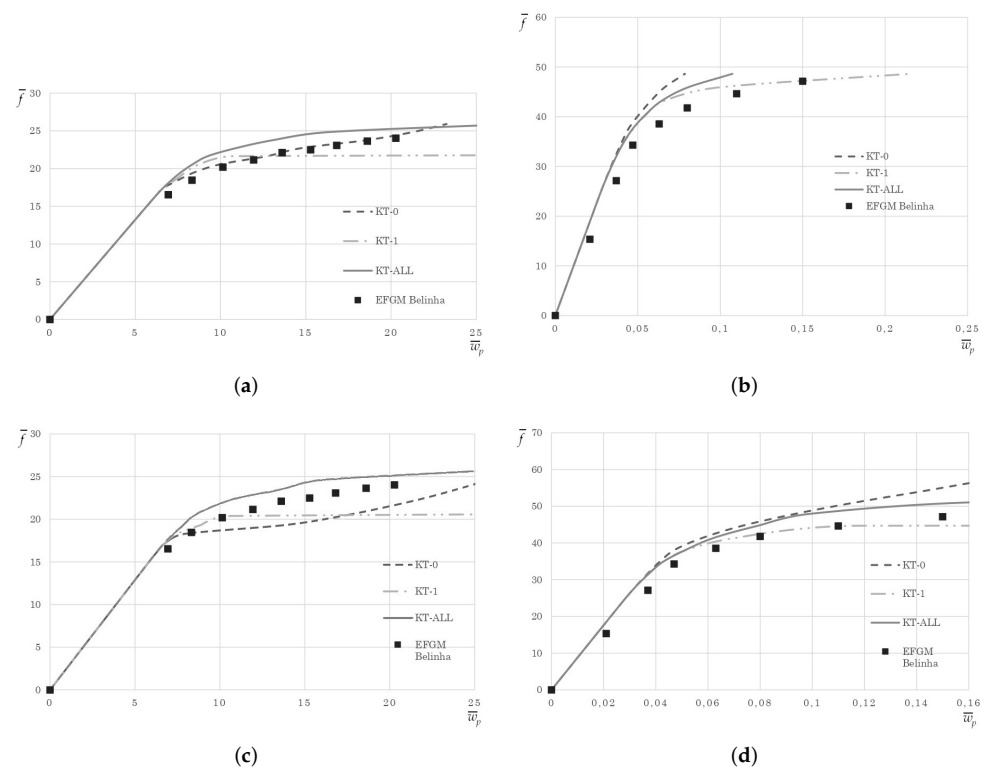 f̅
30
25
20
15
10
5
0
0 5 10 15 20 25
w̅p
KT-0
KT-1
KT-ALL
EFGM Belinha
(a)
f̅
60
50
40
30
20
10
0
0 0,05 0,1 0,15 0,2 0,25
w̅p
KT-0
KT-1
KT-ALL
EFGM Belinha
(b)
f̅
30
25
20
15
10
5
0
0 5 10 15 20 25
w̅p
KT-0
KT-1
KT-ALL
EFGM
Belinha
(c)
f̅
70
60
50
40
30
20
10
0
0 0,02 0,04 0,06 0,08 0,1 0,12 0,14 0,16
w̅p
KT-0
KT-1
KT-ALL
EFGM
Belinha
(d)